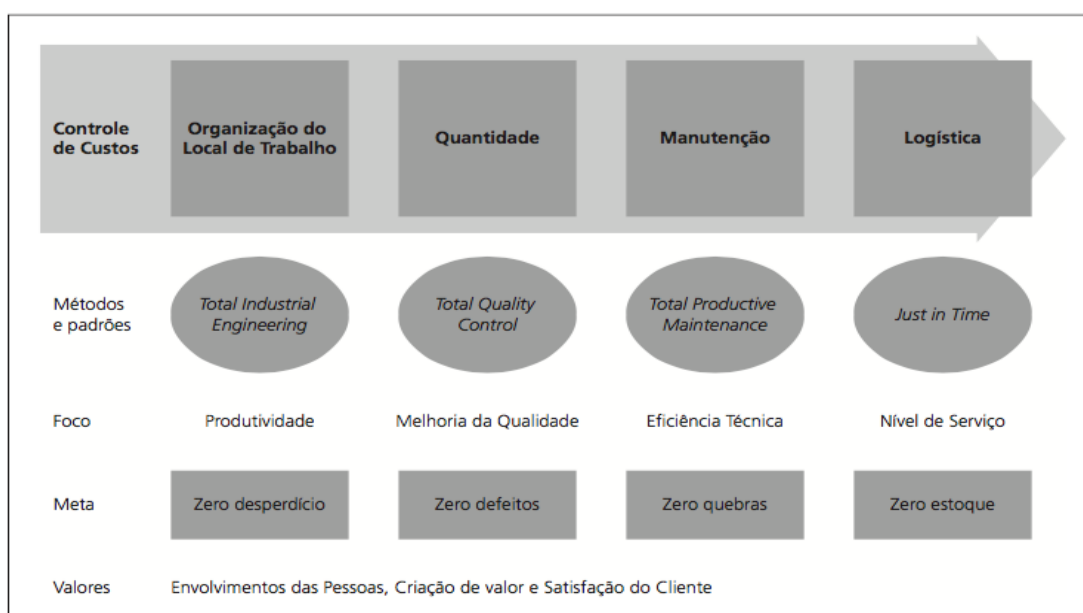 Controle
de Custos
Organização do
Local de Trabalho
Quantidade
Manutenção
Logística
Métodos
e padrões
Total Industrial
Engineering
Total Quality
Control
Total Productive
Maintenance
Just in Time
Foco
Produtividade
Melhoria da Qualidade
Eficiência Técnica
Nível de Serviço
Meta
Zero desperdício
Zero defeitos
Zero quebras
Zero estoque
Valores
Envolvimentos das Pessoas, Criação de valor e Satisfação do Cliente